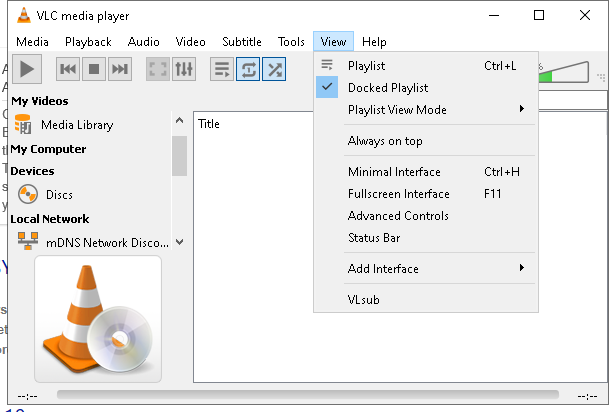 VLC media player
Media Playback Audio Video Subtitle Tools View Help
My Videos
Media Library
My Computer
Devices
Discs
Local Network
mDNS Network Disco...
Title
Playlist Ctrl+L
Docked Playlist
Playlist View Mode
Always on top
Minimal Interface Ctrl+H
Fullscreen Interface F11
Advanced Controls
Status Bar
Add Interface
VLsub
%
--:-- --:--